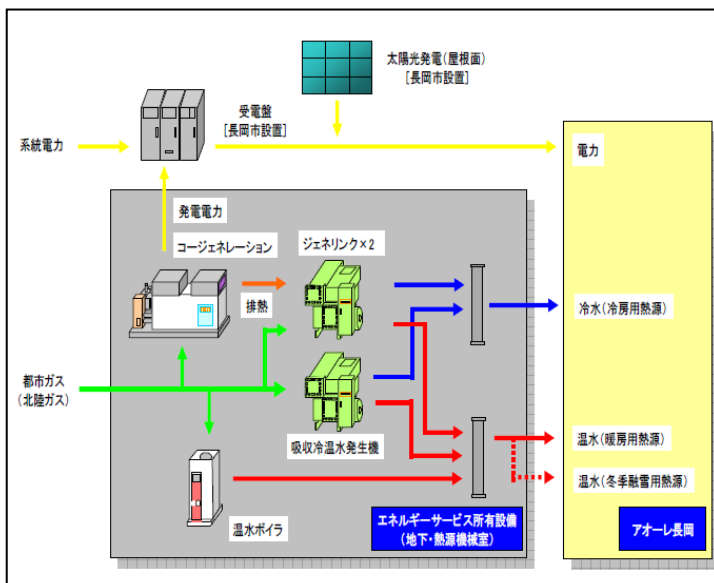 太陽光発電(屋根面)
[長岡市設置]
受電盤
[長岡市設置]
系統電力
電力
発電電力
コージェネレーション
ジェネリンク×2
排熱
冷水(冷房用熱源)
都市ガス
(北陸ガス)
吸収冷温水発生機
温水(暖房用熱源)
温水(冬季融雪用熱源)
温水ボイラ
エネルギーサービス所有設備
(地下・熱源機械室)
アオーレ長岡